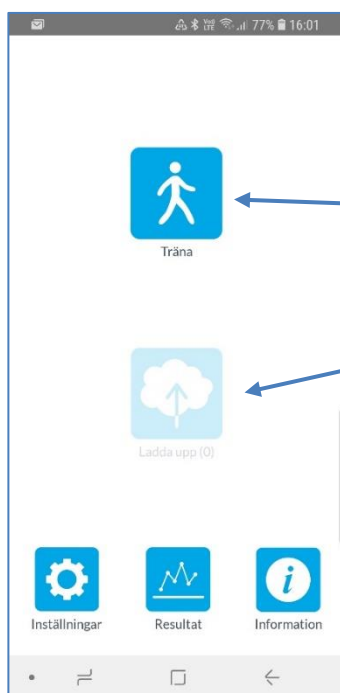 77% 16:01
Träna
Ladda upp (0)
Inställningar Resultat Information